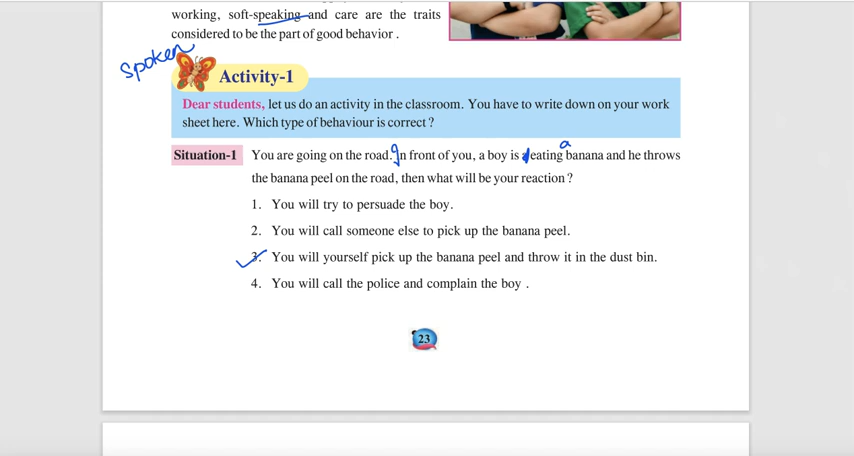 working, soft-speaking and care are the traits
considered to be the part of good behavior .
Spoken
Activity-1
Dear students, let us do an activity in the classroom. You have to write down on your work
sheet here. Which type of behaviour is correct ?
Situation-1 You are going on the road. In front of you, a boy is eating a banana and he throws
the banana peel on the road, then what will be your reaction ?
1. You will try to persuade the boy.
2. You will call someone else to pick up the banana peel.
3. You will yourself pick up the banana peel and throw it in the dust bin.
4. You will call the police and complain the boy .
23